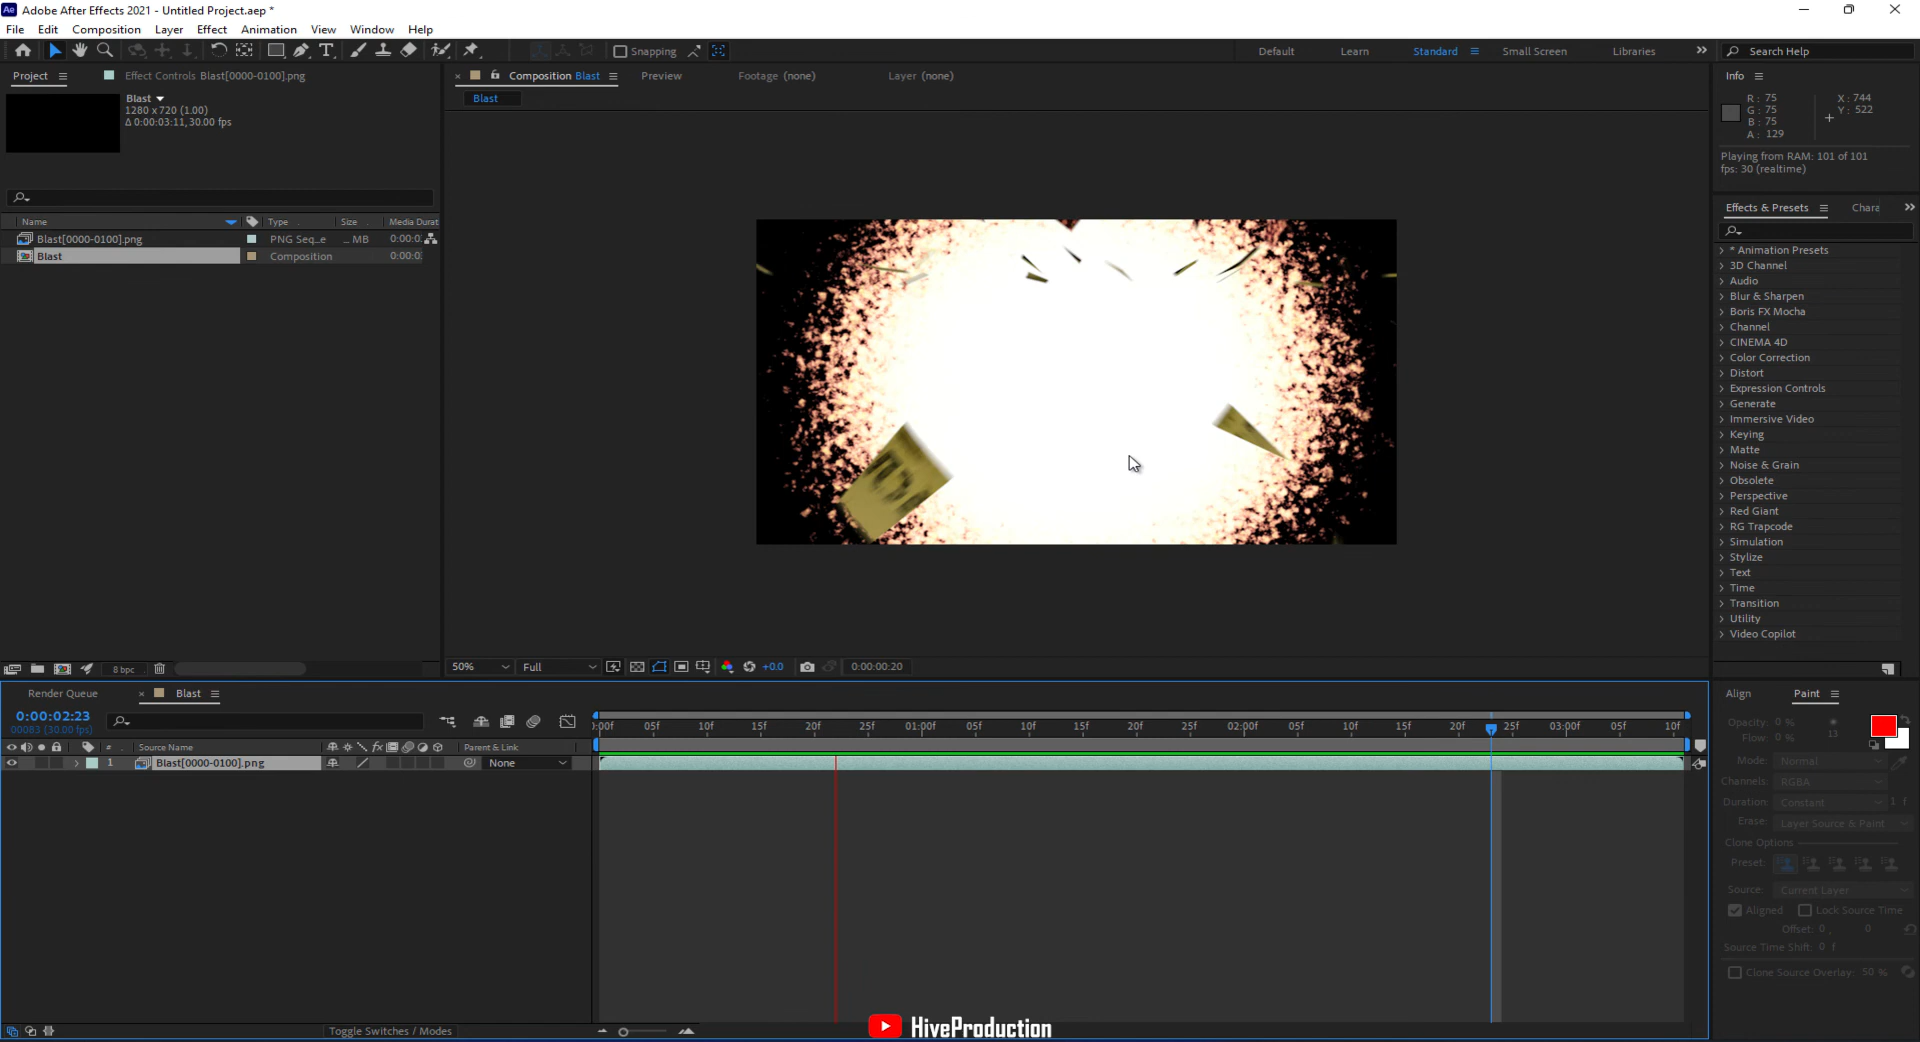 Adobe After Effects 2021 - Untitled Project.aep *
File Edit Composition Layer Effect Animation View Window Help
Snapping
Default Learn Standard Small Screen Libraries
Search Help
Project
Effect Controls Blast[0000-0100].png
Blast
1280 x 720 (1.00)
Δ 0:00:03:11, 30.00 fps
Name Type Size Media Durat
Blast[0000-0100].png PNG Seq...e ... MB 0:00:0
Blast Composition 0:00:0
8 bpc
Composition Blast
Preview
Footage (none)
Layer (none)
Blast
50% Full +0.0 0:00:00:20
Info
R: 75
G: 75
B: 75
A: 129
X: 744
Y: 522
Playing from RAM: 101 of 101
fps: 30 (realtime)
Effects & Presets
Chara
* Animation Presets
3D Channel
Audio
Blur & Sharpen
Boris FX Mocha
Channel
CINEMA 4D
Color Correction
Distort
Expression Controls
Generate
Immersive Video
Keying
Matte
Noise & Grain
Obsolete
Perspective
Red Giant
RG Trapcode
Simulation
Stylize
Text
Time
Transition
Utility
Video Copilot
Render Queue
Blast
0:00:02:23
00083 (30.00 fps)
# Source Name Parent & Link
1 Blast[0000-0100].png None
:00f 05f 10f 15f 20f 25f 01:00f 05f 10f 15f 20f 25f 02:00f 05f 10f 15f 20f 25f 03:00f 05f 10f
Toggle Switches / Modes
HiveProduction
Align
Paint
Opacity: 0 %
Flow: 0 %
13
Mode: Normal
Channels: RGBA
Duration: Constant 1 f
Erase: Layer Source & Paint
Clone Options
Preset:
Source: Current Layer
Aligned Lock Source Time
Offset: 0, 0
Source Time Shift: 0 f
Clone Source Overlay: 50 %